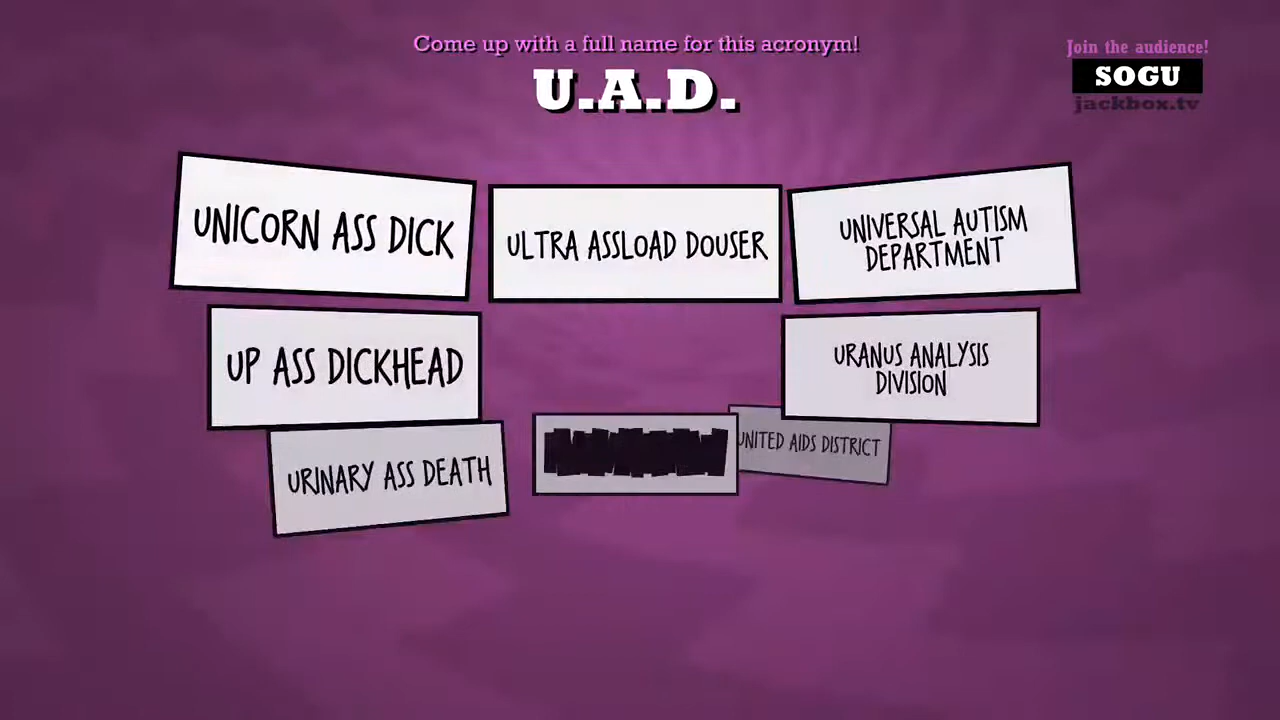 Come up with a full name for this acronym!
U.A.D.
Join the audience!
SOGU
jackbox.tv
UNICORN ASS DICK
ULTRA ASSLOAD DOUSER
UNIVERSAL AUTISM
DEPARTMENT
UP ASS DICKHEAD
URANUS ANALYSIS
DIVISION
URINARY ASS DEATH
UNITED AIDS DISTRICT